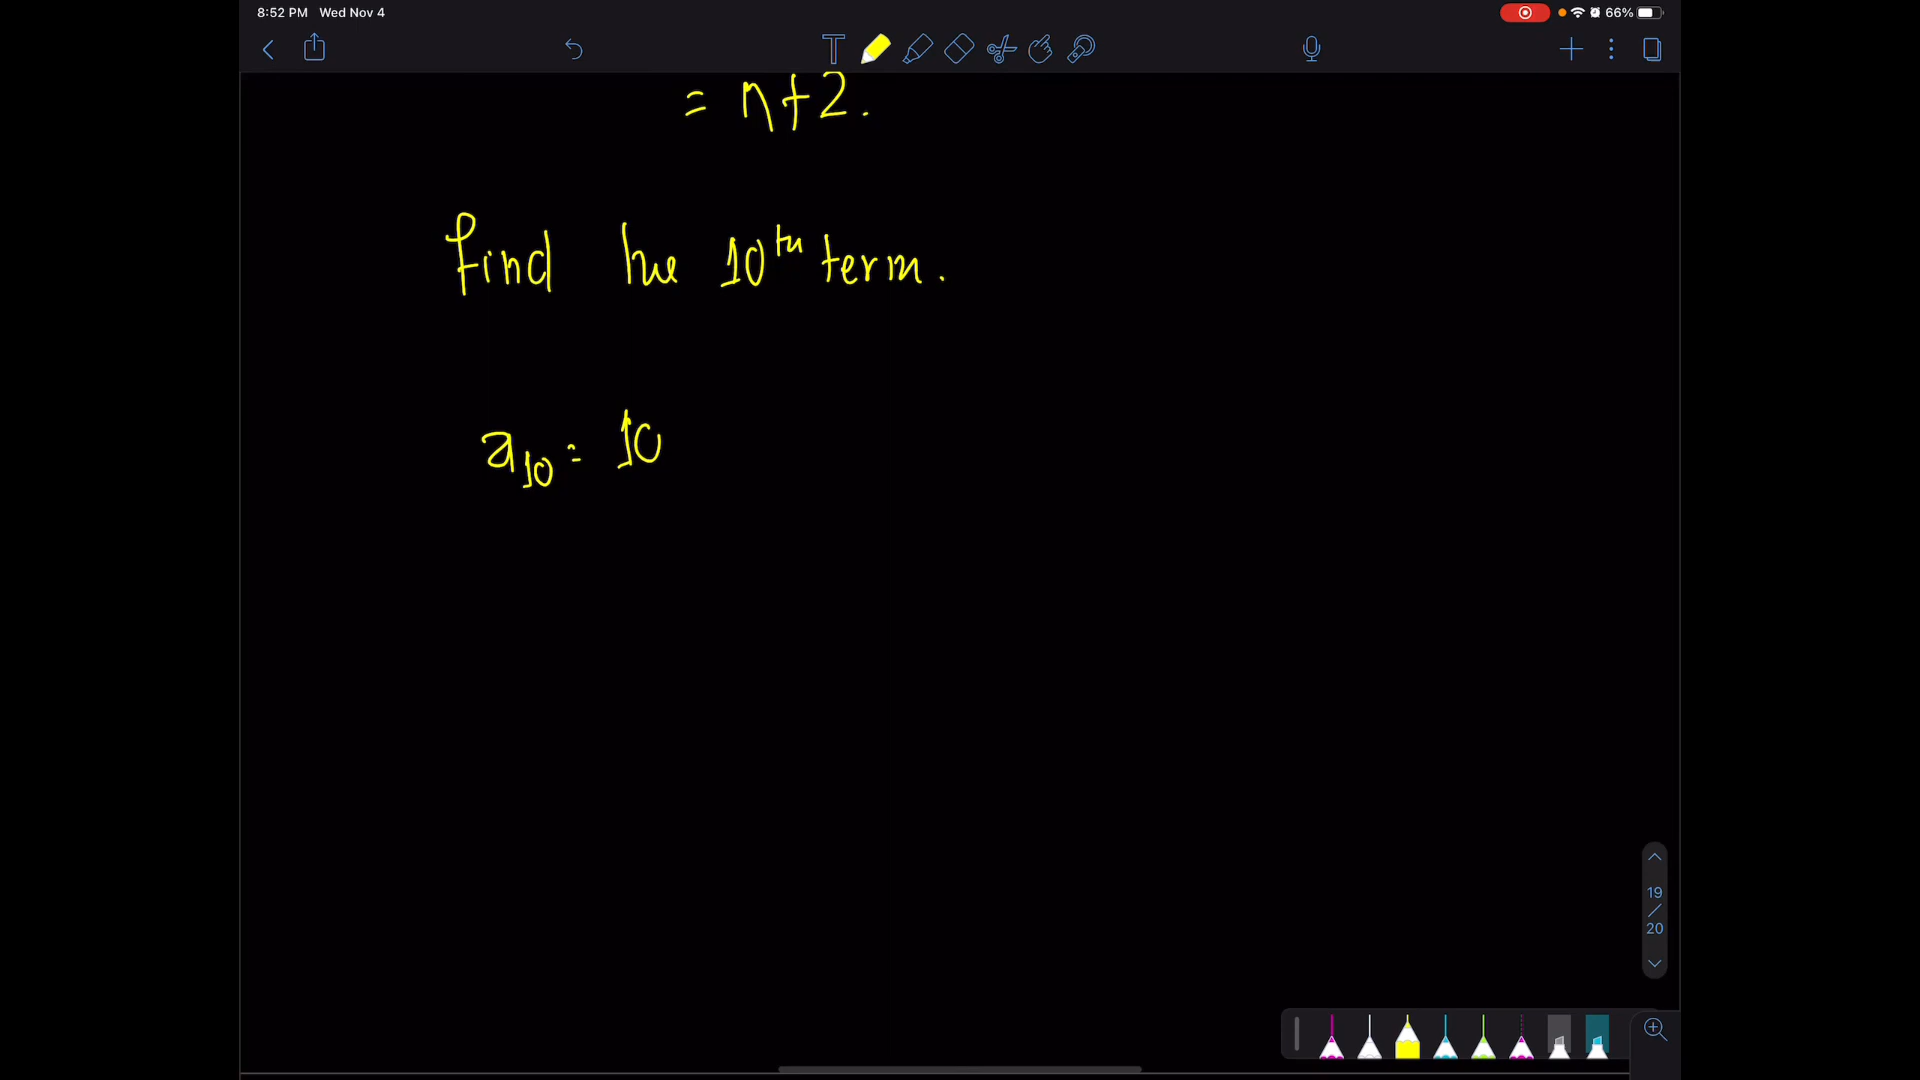 8:52 PM Wed Nov 4
66%
T
= n+2.
Find the 10th term.
a10 = 10
19
20